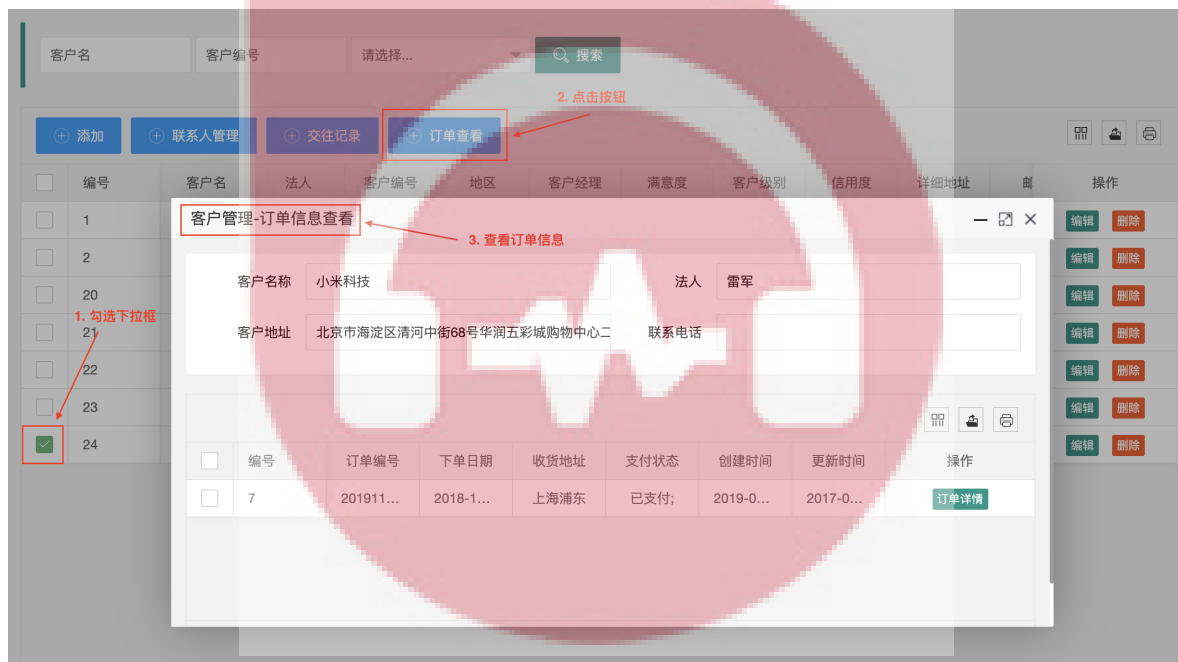 客户名 客户编号 请选择... 搜索
2. 点击按钮
添加 联系人管理 交往记录 订单查看
编号 客户名 法人 客户编号 地区 客户经理 满意度 客户级别 信用度 详细地址 操作
1 编辑 删除
客户管理-订单信息查看
3. 查看订单信息
2 编辑 删除
客户名称 小米科技 法人 雷军
20 编辑 删除
1. 勾选下拉框
21 编辑 删除
客户地址 北京市海淀区清河中街68号华润五彩城购物中心二 联系电话
22 编辑 删除
23 编辑 删除
24 编辑 删除
编号 订单编号 下单日期 收货地址 支付状态 创建时间 更新时间 操作
7 201911... 2018-1... 上海浦东 已支付; 2019-0... 2017-0... 订单详情